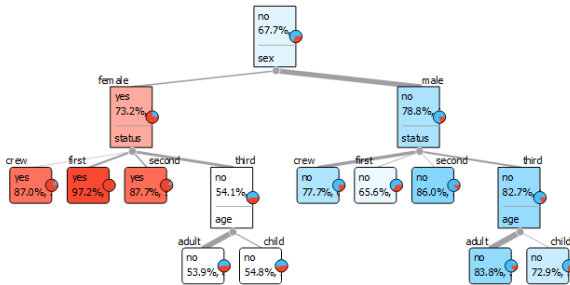 no
67.7%,
sex
female
male
yes
73.2%,
status
no
78.8%,
status
crew
first
second
third
crew
first
second
third
yes
87.0%,
yes
97.2%,
yes
87.7%,
no
54.1%,
age
no
77.7%,
no
65.6%,
no
86.0%,
no
82.7%,
age
adult
child
adult
child
no
53.9%,
no
54.8%,
no
83.8%,
no
72.9%,